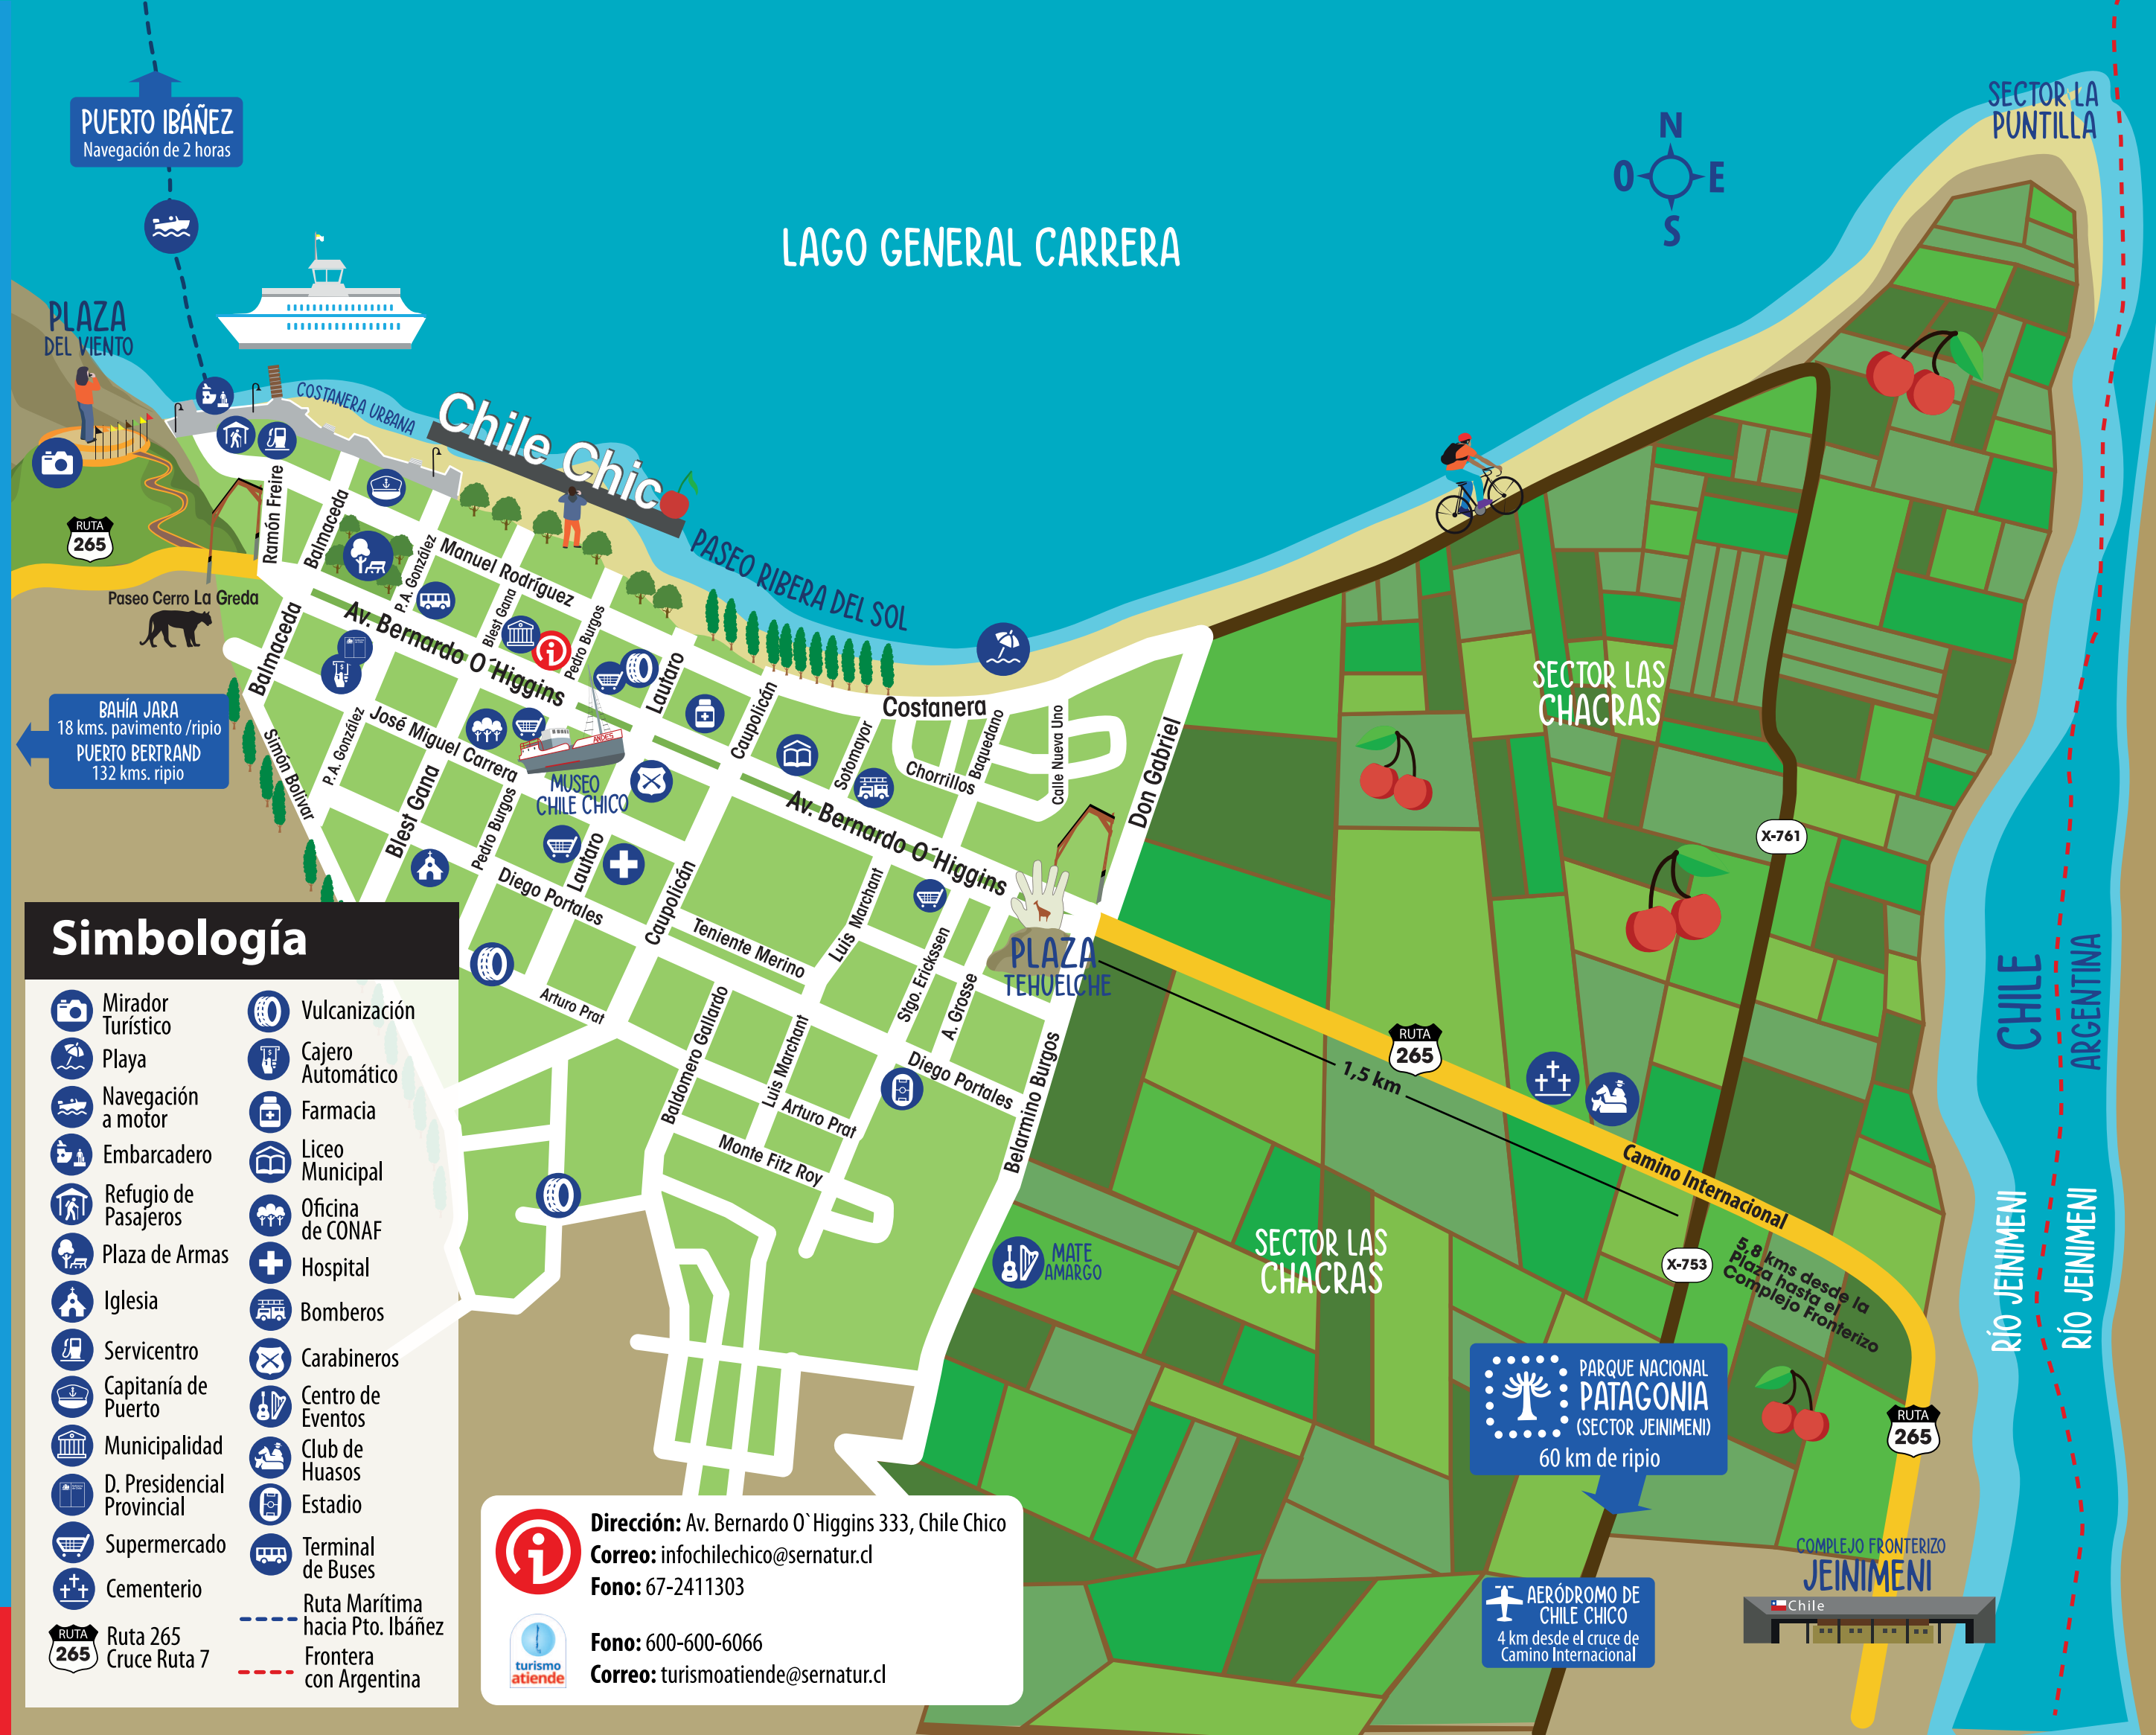 PUERTO IBÁÑEZ
Navegación de 2 horas
LAGO GENERAL CARRERA
N
O
E
S
SECTOR LA
PUNTILLA
PLAZA
DEL VIENTO
COSTANERA URBANA
Chile Chico
PASEO RIBERA DEL SOL
RUTA
265
Paseo Cerro La Greda
Ramón Freire
Balmaceda
P.A. González
Manuel Rodríguez
Blest Gana
Pedro Burgos
Av. Bernardo O´Higgins
Lautaro
Balmaceda
Simón Bolivar
P.A. González
José Miguel Carrera
Blest Gana
Pedro Burgos
MUSEO
CHILE CHICO
ANDES
Caupolicán
Costanera
Solomayor
Chorrillos
Baquedano
Calle Nueva Uno
Don Gabriel
Av. Bernardo O´Higgins
BAHÍA JARA
18 kms. pavimento /ripio
PUERTO BERTRAND
132 kms. ripio
Diego Portales
Lautaro
Caupolicán
Teniente Merino
Luis Marchant
Stgo. Erickssen
A. Grosse
PLAZA
TEHUELCHE
Arturo Prat
Baldomero Gallardo
Luis Marchant
Arturo Prat
Monte Fitz Roy
Diego Portales
Belarmino Burgos
MATE
AMARGO
SECTOR LAS
CHACRAS
X-761
RUTA
265
1,5 km
Camino Internacional
SECTOR LAS
CHACRAS
X-753
5,8 kms desde la
Plaza hasta el
Complejo Fronterizo
CHILE
ARGENTINA
RÍO JEINIMENI
RÍO JEINIMENI
PARQUE NACIONAL
PATAGONIA
(SECTOR JEINIMENI)
60 km de ripio
RUTA
265
AERÓDROMO DE
CHILE CHICO
4 km desde el cruce de
Camino Internacional
COMPLEJO FRONTERIZO
JEINIMENI
Chile
Simbología
Mirador
Turístico
Playa
Navegación
a motor
Embarcadero
Refugio de
Pasajeros
Plaza de Armas
Iglesia
Servicentro
Capitanía de
Puerto
Municipalidad
D. Presidencial
Provincial
Supermercado
Cementerio
RUTA
265
Ruta 265
Cruce Ruta 7
Vulcanización
Cajero
Automático
Farmacia
Liceo
Municipal
Oficina
de CONAF
Hospital
Bomberos
Carabineros
Centro de
Eventos
Club de
Huasos
Estadio
Terminal
de Buses
Ruta Marítima
hacia Pto. Ibáñez
Frontera
con Argentina
Dirección: Av. Bernardo O`Higgins 333, Chile Chico
Correo: infochilechico@sernatur.cl
Fono: 67-2411303
turismo
atiende
Fono: 600-600-6066
Correo: turismoatiende@sernatur.cl